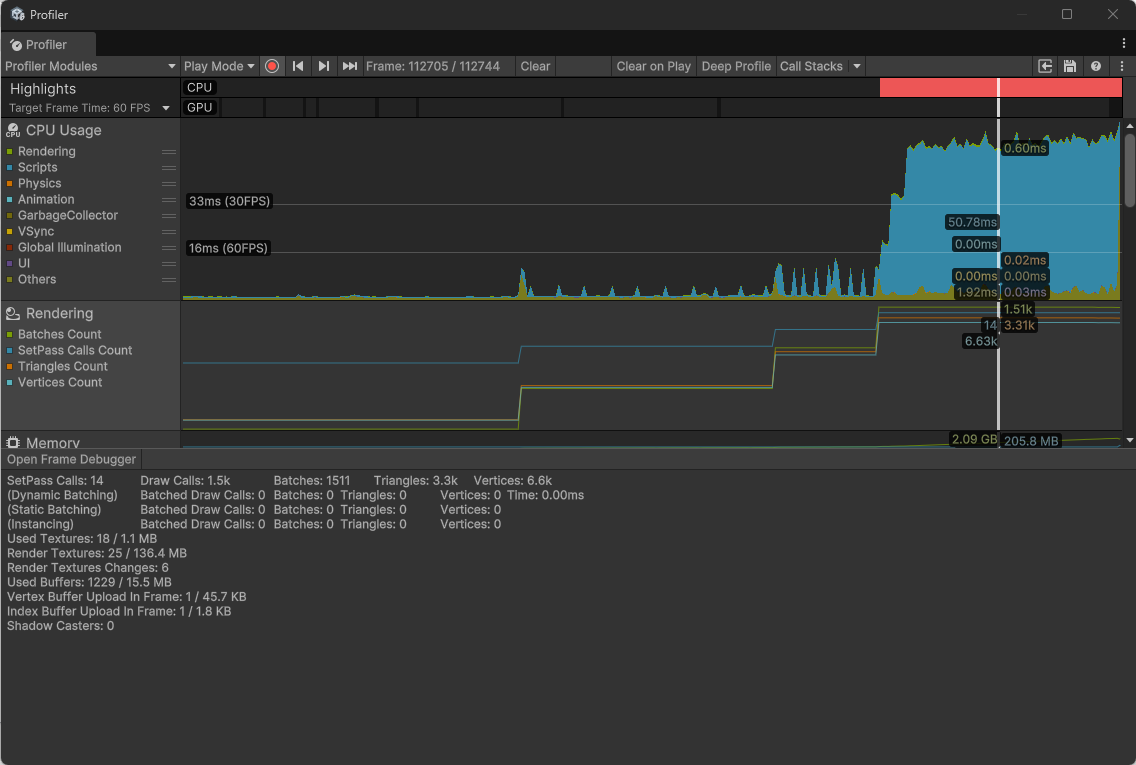 Profiler
Profiler
Profiler Modules Play Mode Frame: 112705 / 112744 Clear Clear on Play Deep Profile Call Stacks
Highlights CPU
Target Frame Time: 60 FPS GPU
CPU Usage
Rendering
Scripts
Physics
Animation
GarbageCollector
VSync
Global Illumination
UI
Others
33ms (30FPS)
16ms (60FPS)
0.60ms
50.78ms
0.00ms
0.02ms
0.00ms 0.00ms
1.92ms 0.03ms
Rendering
Batches Count
SetPass Calls Count
Triangles Count
Vertices Count
1.51k
14 3.31k
6.63k
Memory 2.09 GB 205.8 MB
Open Frame Debugger
SetPass Calls: 14 Draw Calls: 1.5k Batches: 1511 Triangles: 3.3k Vertices: 6.6k
(Dynamic Batching) Batched Draw Calls: 0 Batches: 0 Triangles: 0 Vertices: 0 Time: 0.00ms
(Static Batching) Batched Draw Calls: 0 Batches: 0 Triangles: 0 Vertices: 0
(Instancing) Batched Draw Calls: 0 Batches: 0 Triangles: 0 Vertices: 0
Used Textures: 18 / 1.1 MB
Render Textures: 25 / 136.4 MB
Render Textures Changes: 6
Used Buffers: 1229 / 15.5 MB
Vertex Buffer Upload In Frame: 1 / 45.7 KB
Index Buffer Upload In Frame: 1 / 1.8 KB
Shadow Casters: 0